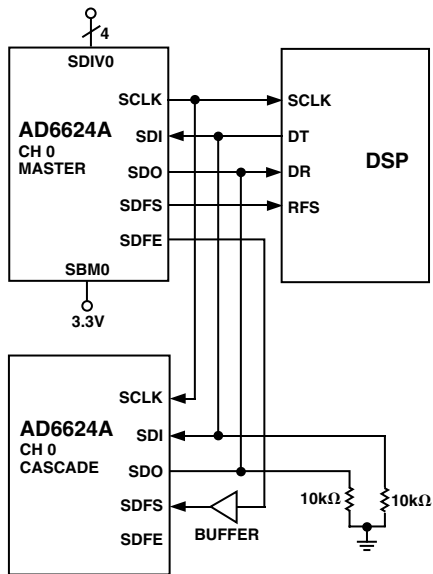 4
SDIV0
AD6624A
CH 0
MASTER
SCLK
SDI
SDO
SDFS
SDFE
SBM0
3.3V
SCLK
DT
DR
RFS
DSP
AD6624A
CH 0
CASCADE
SCLK
SDI
SDO
SDFS
SDFE
BUFFER
10kΩ
10kΩ